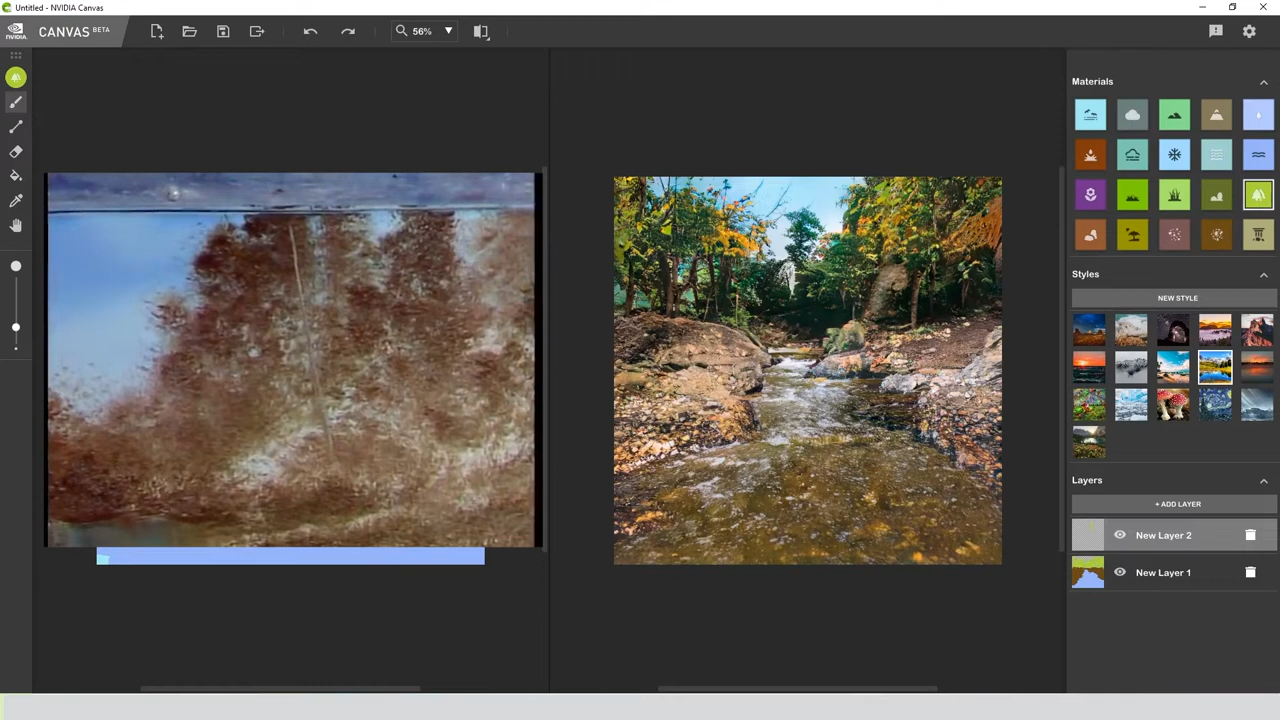 Untitled - NVIDIA Canvas
NVIDIA CANVAS BETA
56%
Materials
Styles
NEW STYLE
Layers
+ ADD LAYER
New Layer 2
New Layer 1